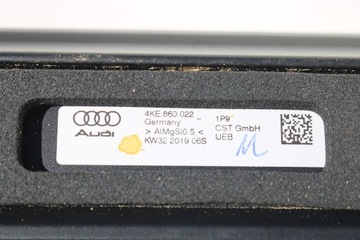 4KE.860.022 - 1P9
Germany CST GmbH
Audi > AlMgSi0.5 < UEB
KW32 2019 06S
M